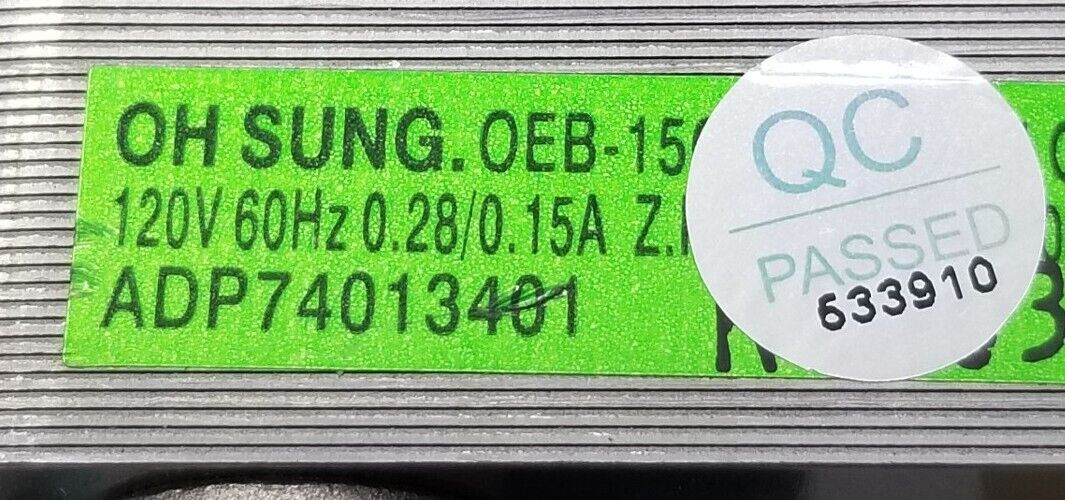 OH SUNG. OEB-15
120V 60Hz 0.28/0.15A Z.
ADP74013401
QC
PASSED
633910